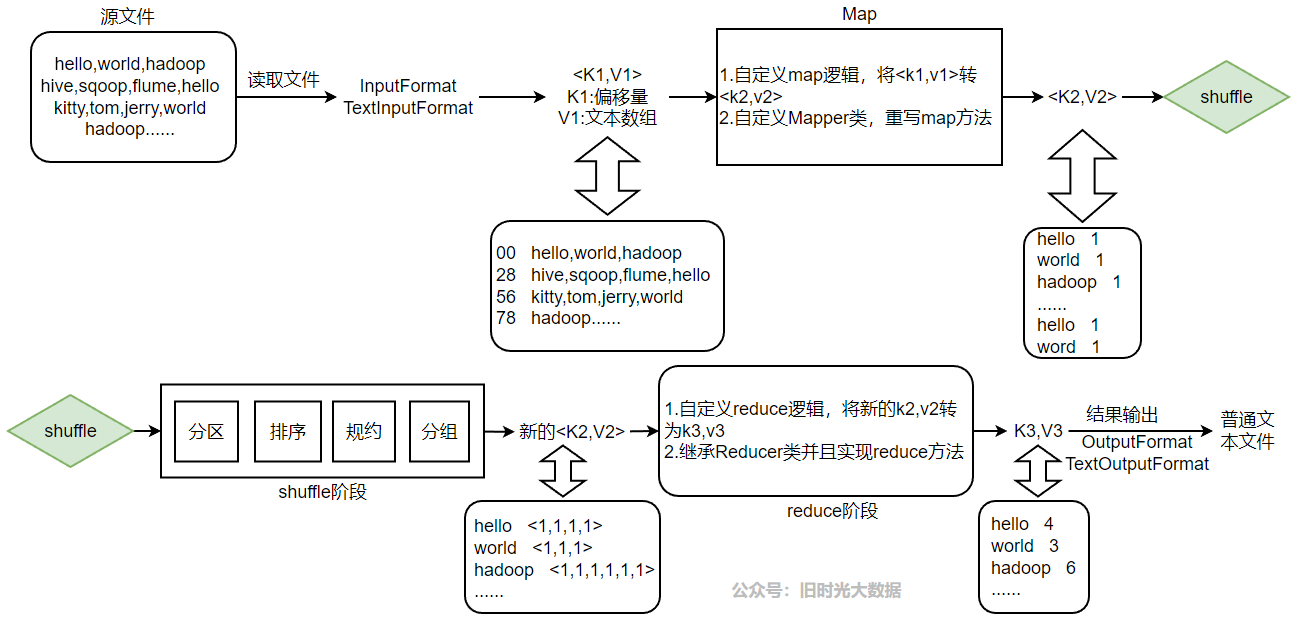 源文件
hello,world,hadoop
hive,sqoop,flume,hello
kitty,tom,jerry,world
hadoop......
读取文件
InputFormat
TextInputFormat
<K1,V1>
K1:偏移量
V1:文本数组
00 hello,world,hadoop
28 hive,sqoop,flume,hello
56 kitty,tom,jerry,world
78 hadoop......
Map
1.自定义map逻辑，将<k1,v1>转
<k2,v2>
2.自定义Mapper类，重写map方法
<K2,V2>
hello 1
world 1
hadoop 1
......
hello 1
word 1
shuffle
shuffle
分区
排序
规约
分组
shuffle阶段
新的<K2,V2>
hello <1,1,1,1>
world <1,1,1>
hadoop <1,1,1,1,1,1>
......
1.自定义reduce逻辑，将新的k2,v2转
为k3,v3
2.继承Reducer类并且实现reduce方法
reduce阶段
K3,V3
hello 4
world 3
hadoop 6
......
结果输出
OutputFormat
TextOutputFormat
普通文
本文件
公众号：旧时光大数据